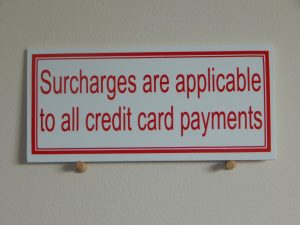 Surcharges are applicable
to all credit card payments